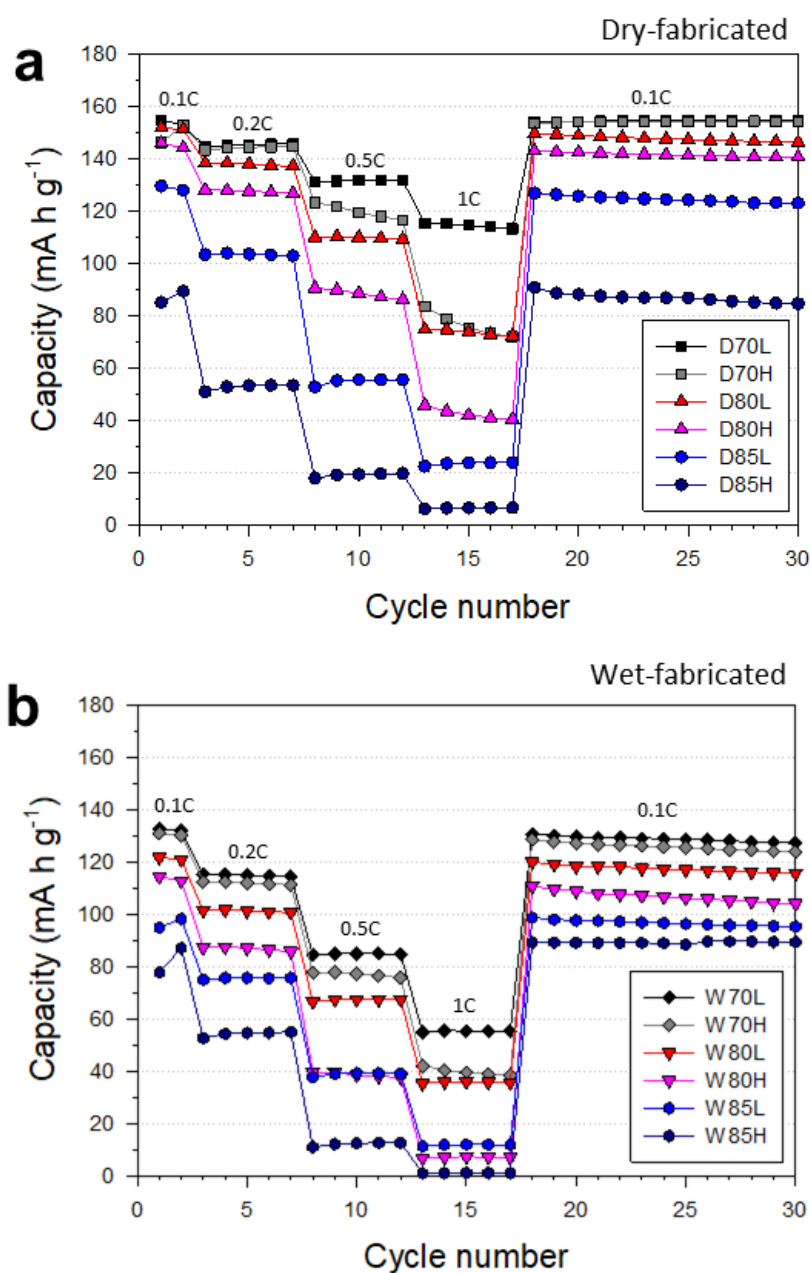 Dry-fabricated
a
180
160
140
120
100
80
60
40
20
0
Capacity (mA h g⁻¹)
0.1C
0.2C
0.5C
1C
0.1C
D70L
D70H
D80L
D80H
D85L
D85H
0 5 10 15 20 25 30
Cycle number
Wet-fabricated
b
180
160
140
120
100
80
60
40
20
0
Capacity (mA h g⁻¹)
0.1C
0.2C
0.5C
1C
0.1C
W70L
W70H
W80L
W80H
W85L
W85H
0 5 10 15 20 25 30
Cycle number